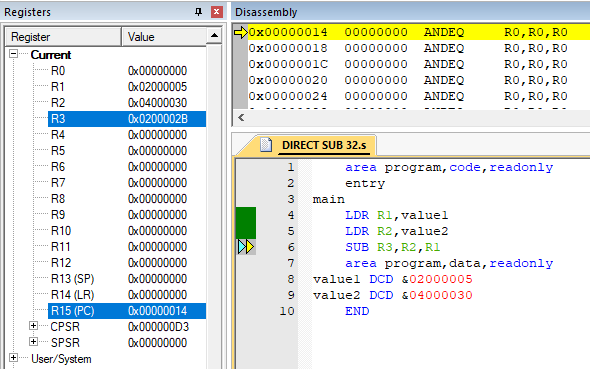 Registers
Register Value
Current
R0 0x00000000
R1 0x02000005
R2 0x04000030
R3 0x0200002B
R4 0x00000000
R5 0x00000000
R6 0x00000000
R7 0x00000000
R8 0x00000000
R9 0x00000000
R10 0x00000000
R11 0x00000000
R12 0x00000000
R13 (SP) 0x00000000
R14 (LR) 0x00000000
R15 (PC) 0x00000014
CPSR 0x000000D3
SPSR 0x00000000
User/System
Disassembly
0x00000014 00000000 ANDEQ R0,R0,R0
0x00000018 00000000 ANDEQ R0,R0,R0
0x0000001C 00000000 ANDEQ R0,R0,R0
0x00000020 00000000 ANDEQ R0,R0,R0
0x00000024 00000000 ANDEQ R0,R0,R0
DIRECT SUB 32.s
1 area program,code,readonly
2 entry
3 main
4 LDR R1,value1
5 LDR R2,value2
6 SUB R3,R2,R1
7 area program,data,readonly
8 value1 DCD &02000005
9 value2 DCD &04000030
10 END